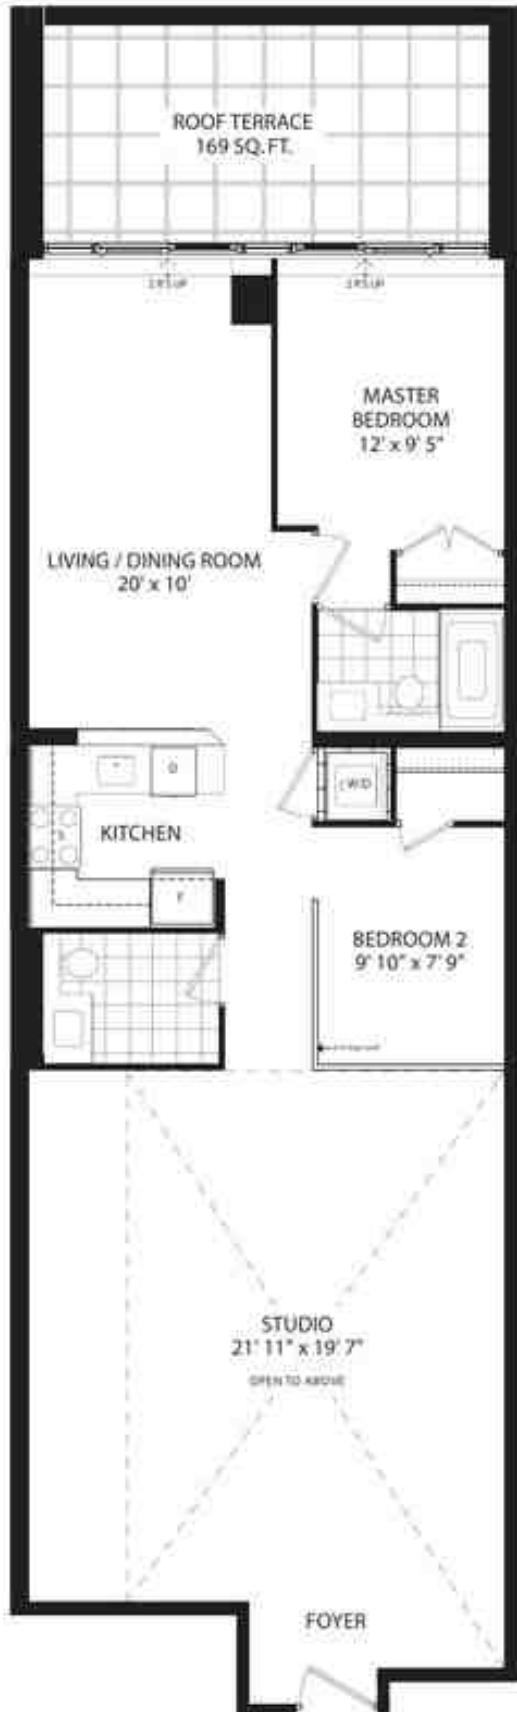 ROOF TERRACE
169 SQ. FT.
MASTER
BEDROOM
12' x 9' 5"
LIVING / DINING ROOM
20' x 10'
D
W/D
KITCHEN
F
BEDROOM 2
9' 10" x 7' 9"
STUDIO
21' 11" x 19' 7"
OPEN TO ABOVE
FOYER